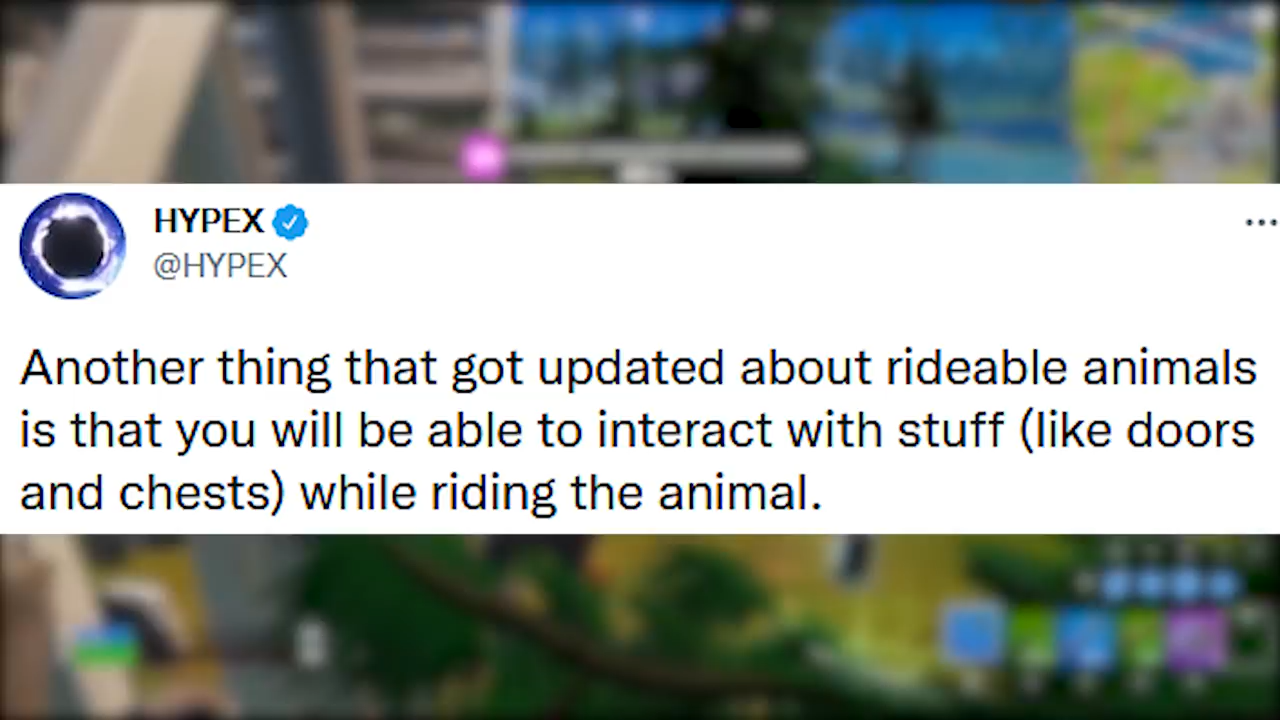 HYPEX
@HYPEX
Another thing that got updated about rideable animals
is that you will be able to interact with stuff (like doors
and chests) while riding the animal.